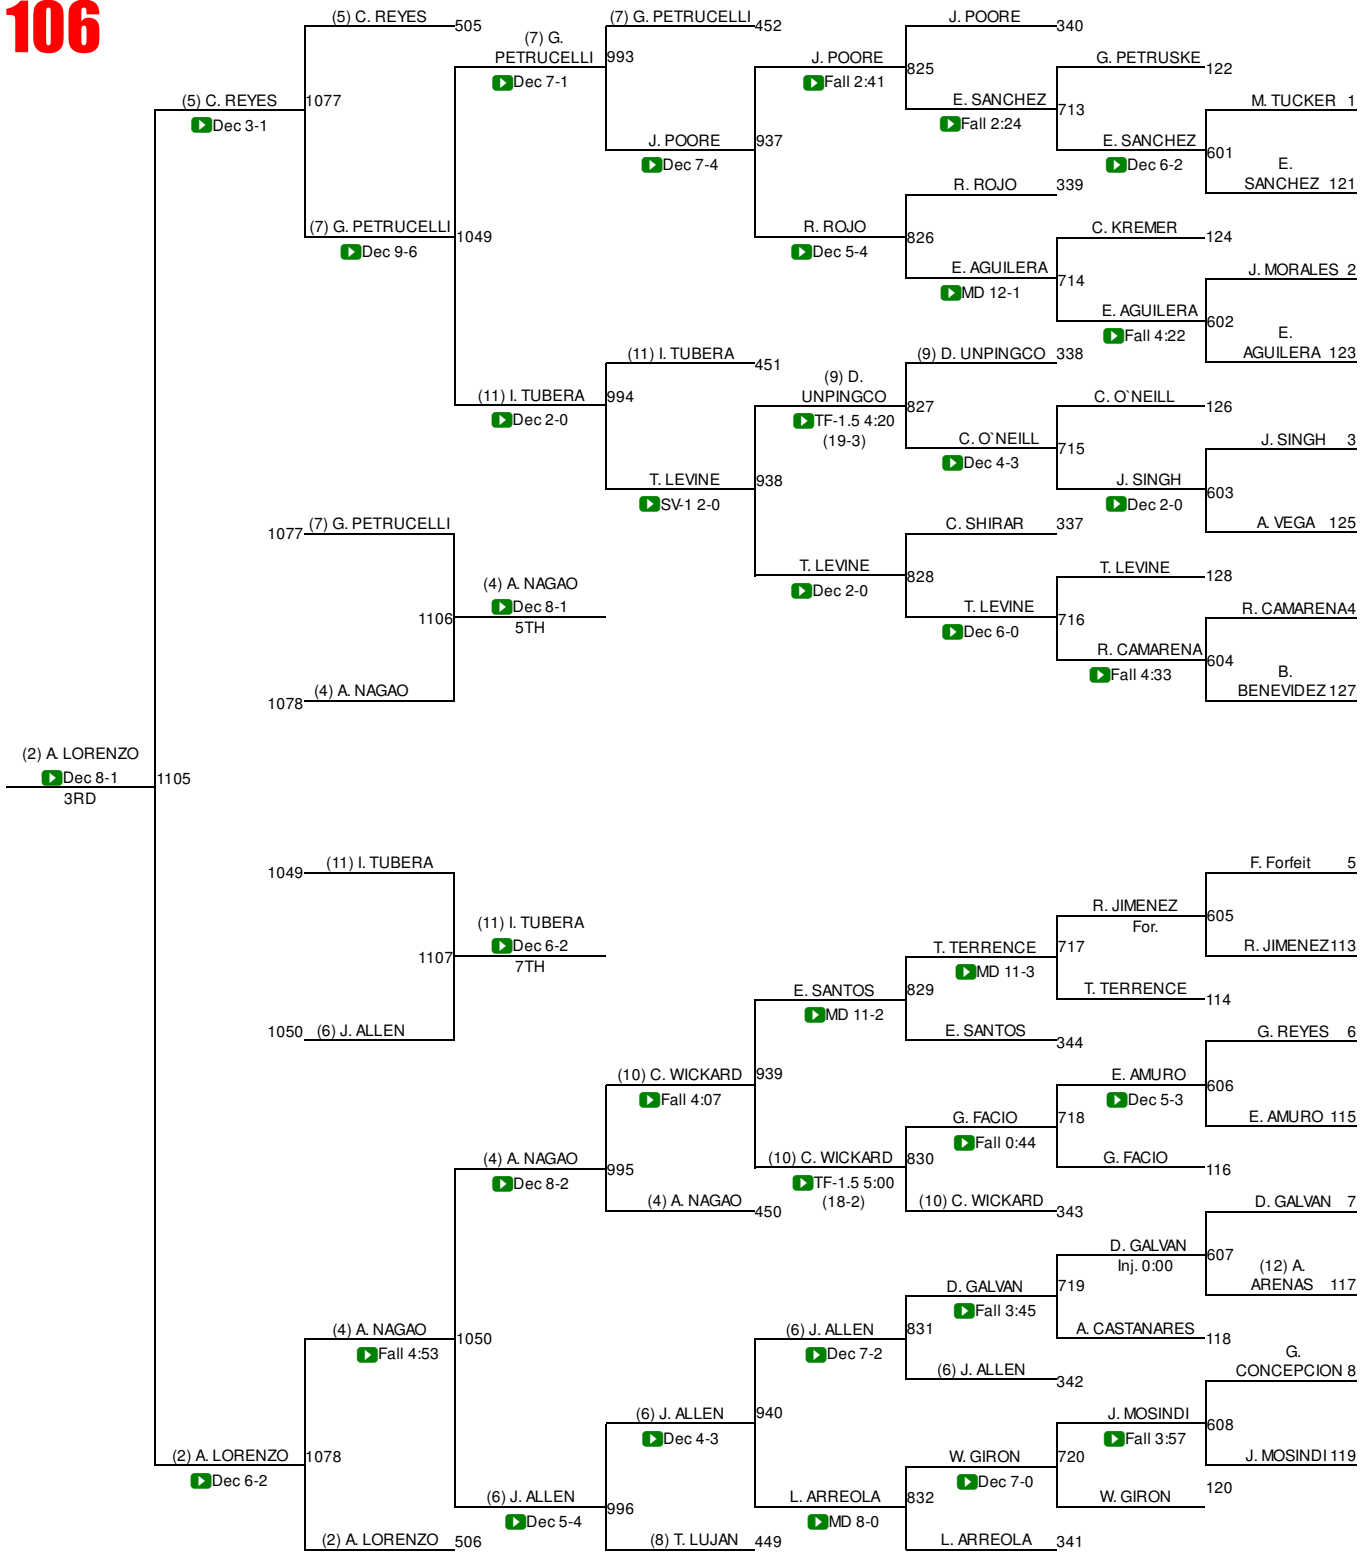 106
(5) C. REYES
505
(7) G. PETRUCELLI
452
J. POORE
340
(7) G.
PETRUCELLI
993
Dec 7-1
J. POORE
825
Fall 2:41
G. PETRUSKE
122
(5) C. REYES
1077
Dec 3-1
E. SANCHEZ
713
Fall 2:24
M. TUCKER 1
J. POORE
937
Dec 7-4
E. SANCHEZ
601
Dec 6-2
E.
SANCHEZ 121
R. ROJO
339
(7) G. PETRUCELLI
1049
Dec 9-6
R. ROJO
826
Dec 5-4
C. KREMER
124
E. AGUILERA
714
MD 12-1
J. MORALES 2
E. AGUILERA
602
Fall 4:22
E.
AGUILERA 123
(11) I. TUBERA
451
(9) D. UNPINGCO
338
(9) D.
UNPINGCO
827
TF-1.5 4:20
(19-3)
(11) I. TUBERA
994
Dec 2-0
C. O`NEILL
126
C. O`NEILL
715
Dec 4-3
J. SINGH 3
T. LEVINE
938
SV-1 2-0
J. SINGH
603
Dec 2-0
1077
(7) G. PETRUCELLI
C. SHIRAR
337
A. VEGA 125
(4) A. NAGAO
Dec 8-1
5TH
1106
T. LEVINE
828
Dec 2-0
T. LEVINE
128
T. LEVINE
716
Dec 6-0
R. CAMARENA 4
R. CAMARENA
604
Fall 4:33
B.
BENEVIDEZ 127
1078
(4) A. NAGAO
(2) A. LORENZO
Dec 8-1
1105
3RD
1049
(11) I. TUBERA
F. Forfeit 5
(11) I. TUBERA
Dec 6-2
7TH
1107
R. JIMENEZ
605
For.
T. TERRENCE
717
MD 11-3
R. JIMENEZ 113
E. SANTOS
829
MD 11-2
T. TERRENCE
114
1050
(6) J. ALLEN
E. SANTOS
344
G. REYES 6
(10) C. WICKARD
939
Fall 4:07
E. AMURO
606
Dec 5-3
G. FACIO
718
Fall 0:44
E. AMURO 115
(4) A. NAGAO
995
Dec 8-2
(10) C. WICKARD
830
TF-1.5 5:00
(18-2)
G. FACIO
116
(4) A. NAGAO
450
(10) C. WICKARD
343
D. GALVAN 7
D. GALVAN
607
Inj. 0:00
(12) A.
ARENAS 117
D. GALVAN
719
Fall 3:45
(4) A. NAGAO
1050
Fall 4:53
(6) J. ALLEN
831
Dec 7-2
A. CASTANARES
118
(6) J. ALLEN
342
G.
CONCEPCION 8
(6) J. ALLEN
940
Dec 4-3
J. MOSINDI
608
Fall 3:57
(2) A. LORENZO
1078
Dec 6-2
W. GIRON
720
Dec 7-0
J. MOSINDI 119
(6) J. ALLEN
996
Dec 5-4
L. ARREOLA
832
MD 8-0
W. GIRON
120
(2) A. LORENZO
506
(8) T. LUJAN
449
L. ARREOLA
341